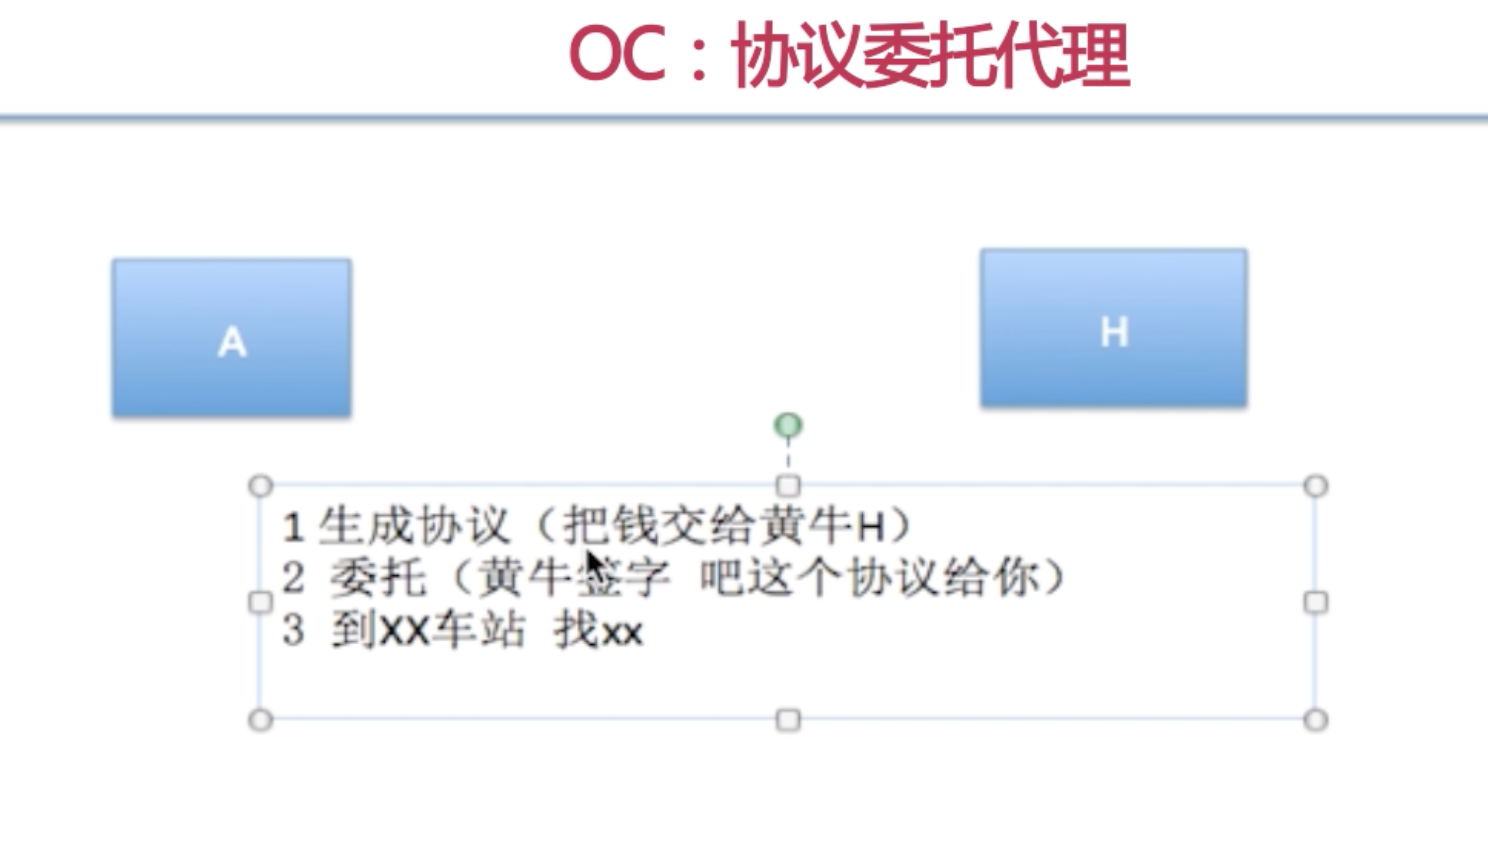 OC：协议委托代理
A
H
1 生成协议（把钱交给黄牛H）
2 委托（黄牛签字 吧这个协议给你）
3 到XX车站 找xx